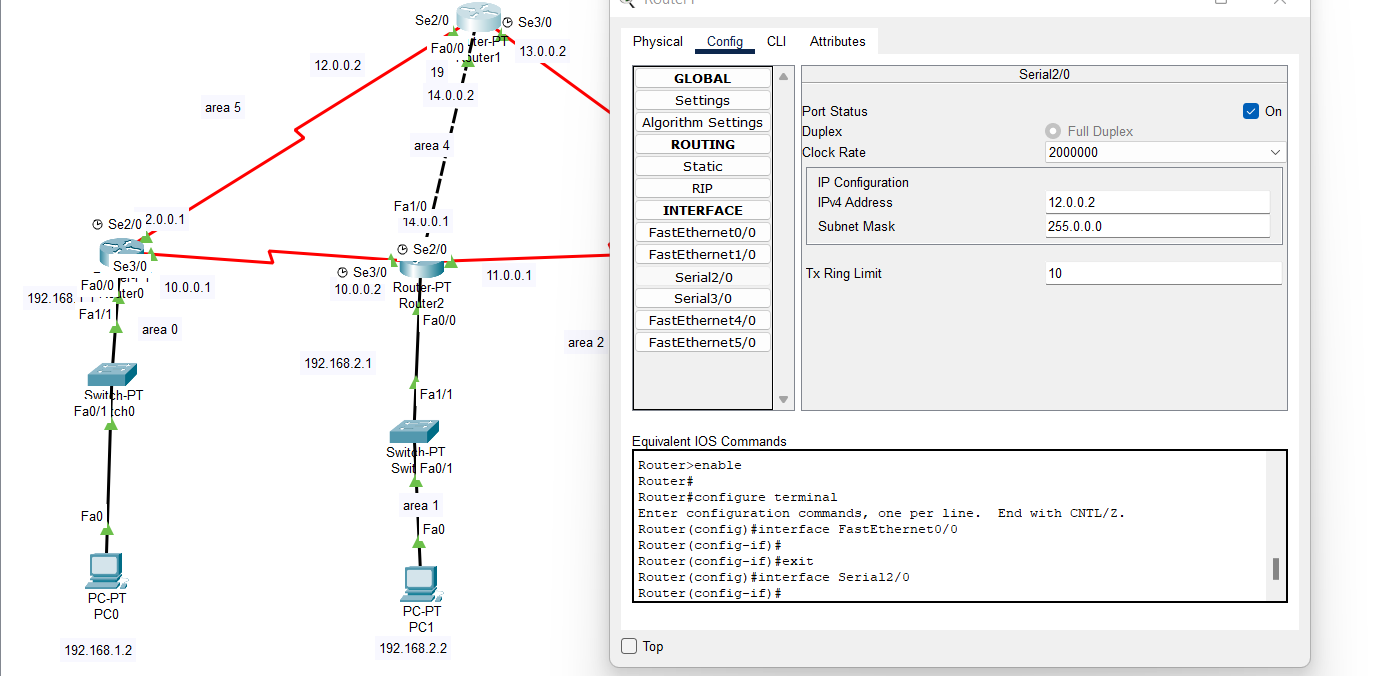 Se2/0
Se3/0
Fa0/0
13.0.0.2
19
14.0.0.2
12.0.0.2
area 5
area 4
Fa1/0
14.0.0.1
Se2/0
2.0.0.1
Se2/0
Se3/0
Se3/0
11.0.0.1
10.0.0.1
10.0.0.2
Router-PT
Router2
Fa0/0
192.168.
Fa0/0
Fa1/1
area 0
area 2
192.168.2.1
Fa1/1
Switch-PT
Fa0/1
Switch-PT
Fa0/1
area 1
Fa0
Fa0
PC-PT
PC0
192.168.1.2
PC-PT
PC1
192.168.2.2
Physical
Config
CLI
Attributes
GLOBAL
Settings
Algorithm Settings
ROUTING
Static
RIP
INTERFACE
FastEthernet0/0
FastEthernet1/0
Serial2/0
Serial3/0
FastEthernet4/0
FastEthernet5/0
Serial2/0
Port Status
On
Duplex
Full Duplex
Clock Rate
2000000
IP Configuration
IPv4 Address
12.0.0.2
Subnet Mask
255.0.0.0
Tx Ring Limit
10
Equivalent IOS Commands
Router>enable
Router#
Router#configure terminal
Enter configuration commands, one per line. End with CNTL/Z.
Router(config)#interface FastEthernet0/0
Router(config-if)#
Router(config-if)#exit
Router(config)#interface Serial2/0
Router(config-if)#
Top